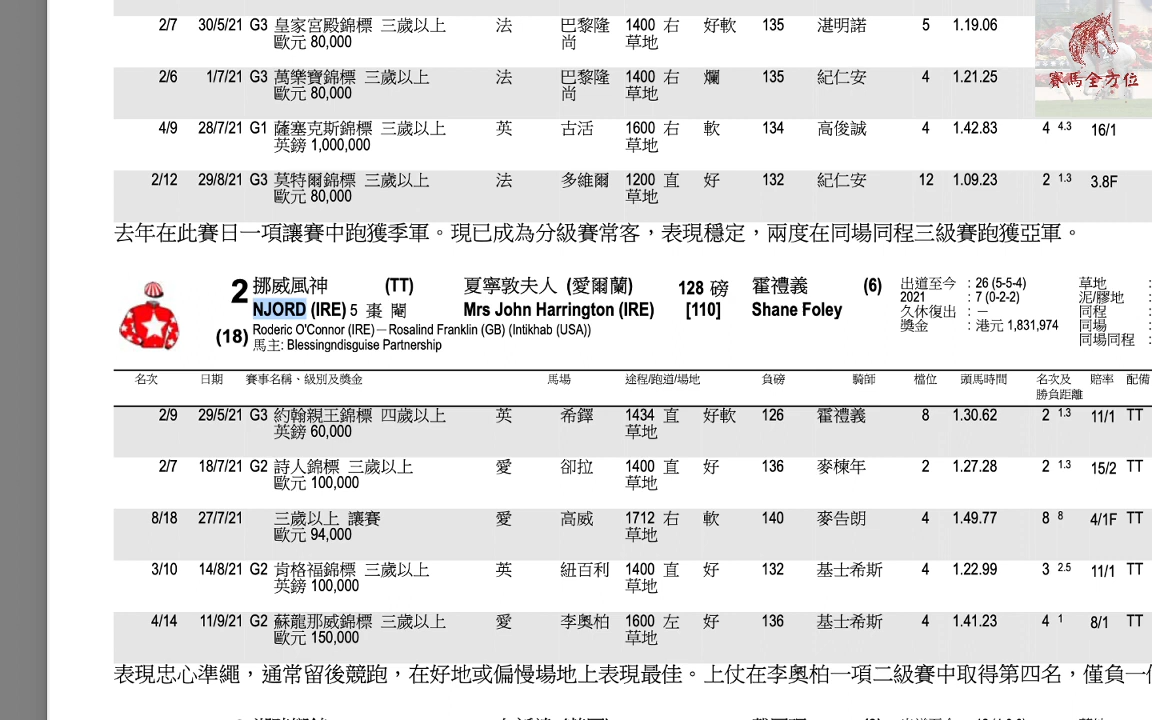 2/7 30/5/21 G3 皇家宮殿錦標 三歲以上 法 巴黎隆 1400 右 好軟 135 湛明諾 5 1.19.06
歐元 80,000 尚 草地
2/6 1/7/21 G3 萬樂寶錦標 三歲以上 法 巴黎隆 1400 右 爛 135 紀仁安 4 1.21.25
歐元 80,000 尚 草地
賽馬全方位
4/9 28/7/21 G1 薩塞克斯錦標 三歲以上 英 古活 1600 右 軟 134 高俊誠 4 1.42.83 4 4.3 16/1
英鎊 1,000,000 草地
2/12 29/8/21 G3 莫特爾錦標 三歲以上 法 多維爾 1200 直 好 132 紀仁安 12 1.09.23 2 1.3 3.8F
歐元 80,000 草地
去年在此賽日一項讓賽中跑獲季軍。現已成為分級賽常客，表現穩定，兩度在同場同程三級賽跑獲亞軍。
2 挪威風神 (TT) 夏寧敦夫人 (愛爾蘭) 128 磅 霍禮義 (6) 出道至今 : 26 (5-5-4) 草地 :
NJORD (IRE) 5 棗 閹 Mrs John Harrington (IRE) [110] Shane Foley 2021 : 7 (0-2-2) 泥/膠地 :
久休復出 : － 同程 :
(18) Roderic O'Connor (IRE)－Rosalind Franklin (GB) (Intikhab (USA)) 獎金 : 港元 1,831,974 同場 :
馬主: Blessingndisguise Partnership 同場同程 :
名次 日期 賽事名稱、級別及獎金 馬場 途程/跑道/場地 負磅 騎師 檔位 頭馬時間 名次及 賠率 配備
勝負距離
2/9 29/5/21 G3 約翰親王錦標 四歲以上 英 希鐸 1434 直 好軟 126 霍禮義 8 1.30.62 2 1.3 11/1 TT
英鎊 60,000 草地
2/7 18/7/21 G2 詩人錦標 三歲以上 愛 卻拉 1400 直 好 136 麥棟年 2 1.27.28 2 1.3 15/2 TT
歐元 100,000 草地
8/18 27/7/21 三歲以上 讓賽 愛 高威 1712 右 軟 140 麥告朗 4 1.49.77 8 8 4/1F TT
歐元 94,000 草地
3/10 14/8/21 G2 肯格福錦標 三歲以上 英 紐百利 1400 直 好 132 基士希斯 4 1.22.99 3 2.5 11/1 TT
英鎊 100,000 草地
4/14 11/9/21 G2 蘇龍那威錦標 三歲以上 愛 李奧柏 1600 左 好 136 基士希斯 4 1.41.23 4 1 8/1 TT
歐元 150,000 草地
表現忠心準繩，通常留後競跑，在好地或偏慢場地上表現最佳。上仗在李奧柏一項二級賽中取得第四名，僅負一